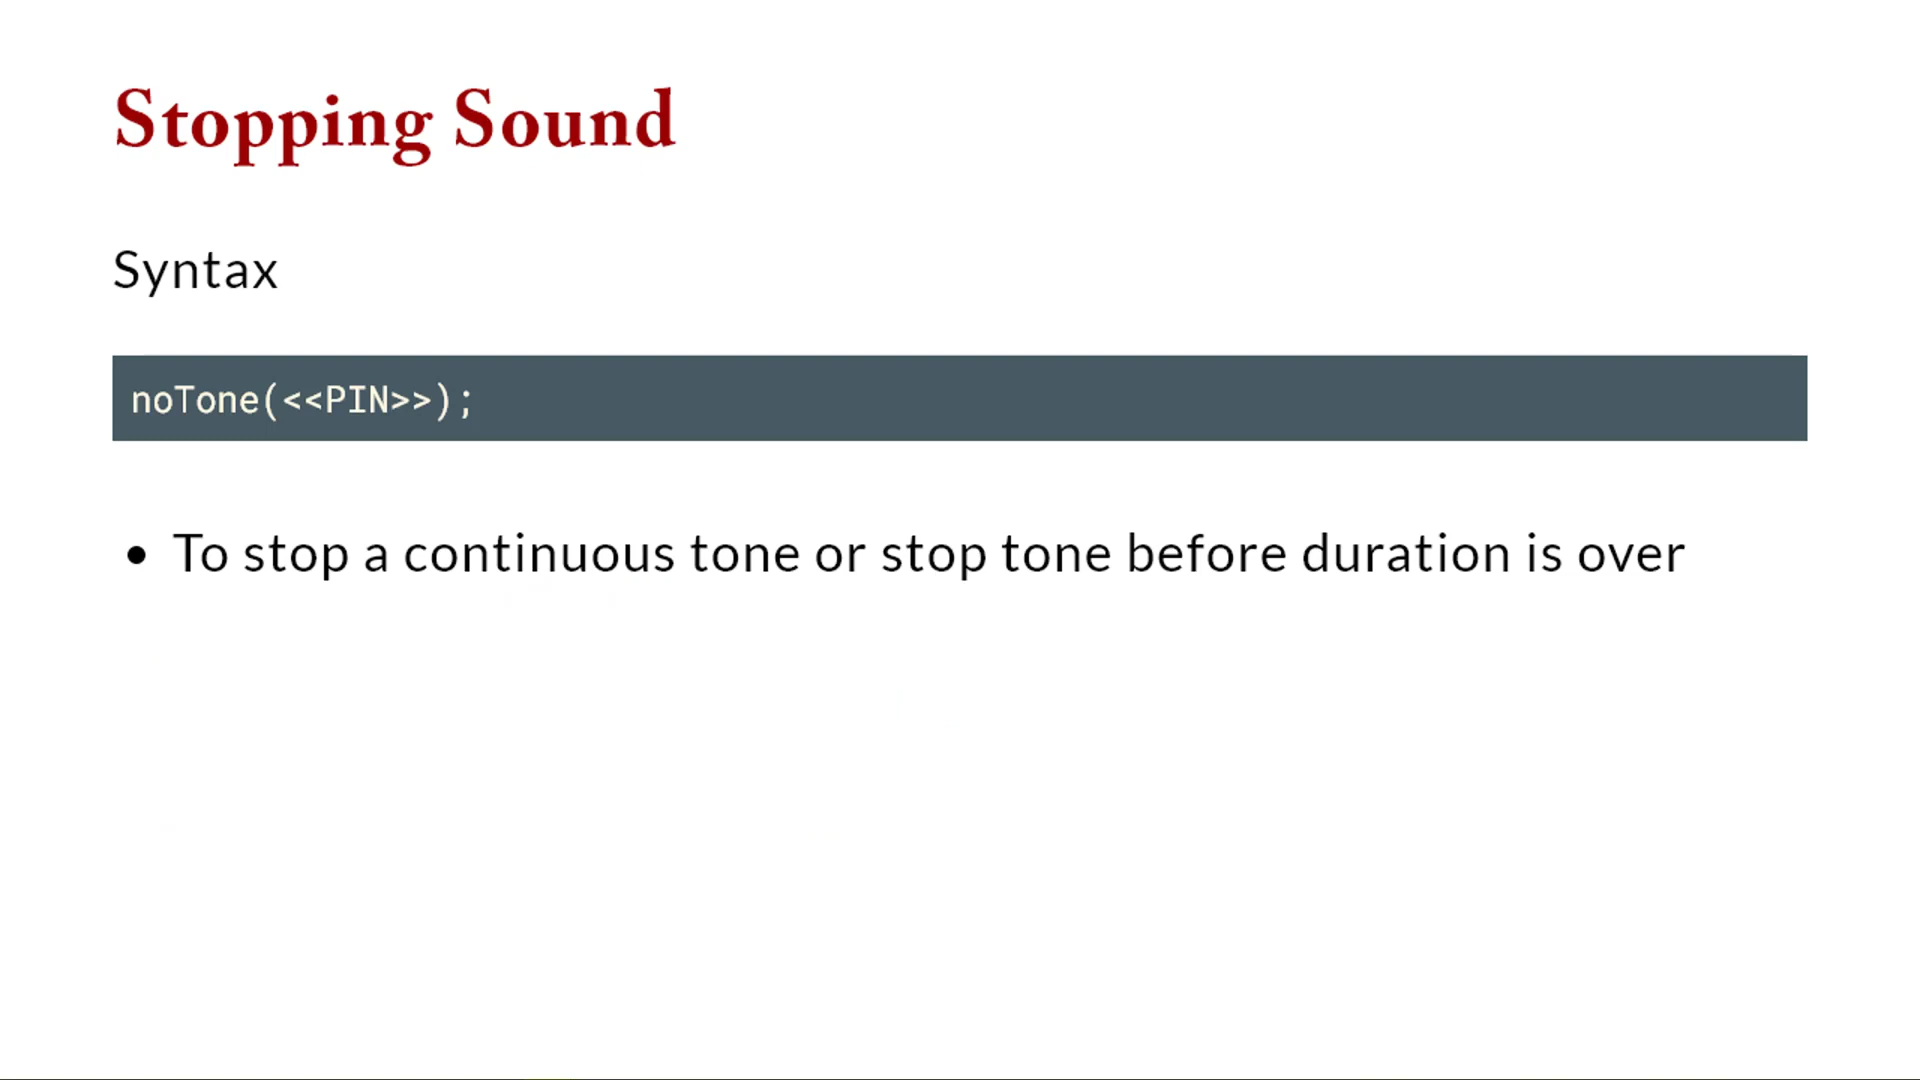 Stopping Sound
Syntax
noTone(<<PIN>>);
• To stop a continuous tone or stop tone before duration is over